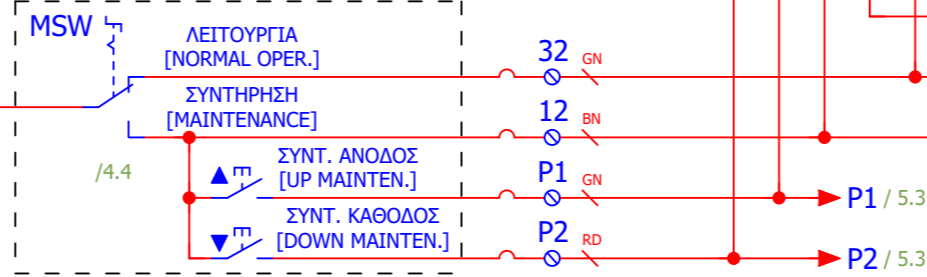 MSW
ΛΕΙΤΟΥΡΓΙΑ
[NORMAL OPER.]
32 GN
ΣΥΝΤΗΡΗΣΗ
[MAINTENANCE]
12 BN
/4.4
ΣΥΝΤ. ΑΝΟΔΟΣ
[UP MAINTEN.]
P1 GN
P1 / 5.3
ΣΥΝΤ. ΚΑΘΟΔΟΣ
[DOWN MAINTEN.]
P2 RD
P2 / 5.3